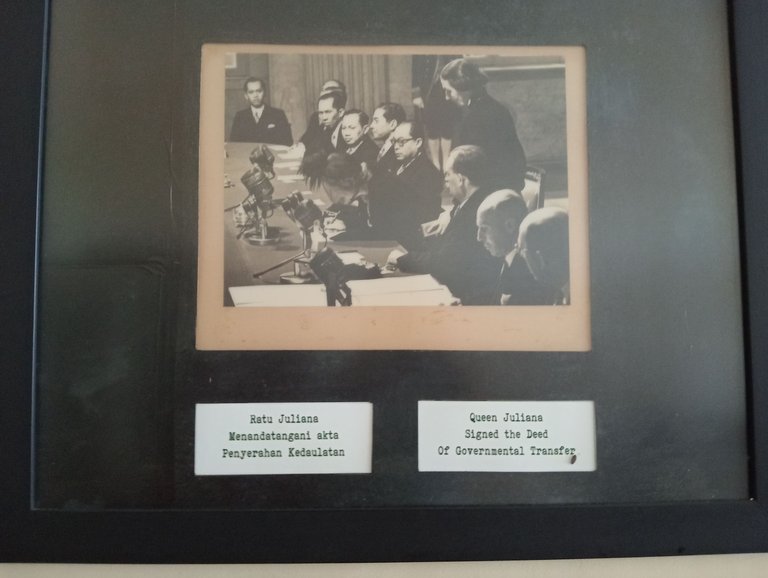 Ratu Juliana
Menandatangani akta
Penyerahan Kedaulatan
Queen Juliana
Signed the Deed
Of Governmental Transfer